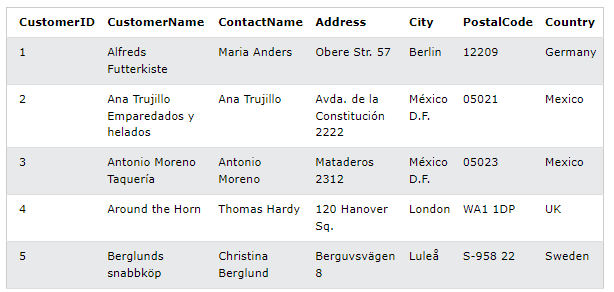 CustomerID CustomerName ContactName Address City PostalCode Country
1 Alfreds Maria Anders Obere Str. 57 Berlin 12209 Germany
Futterkiste
2 Ana Trujillo Ana Trujillo Avda. de la México 05021 Mexico
Emparedados y Constitución D.F.
helados 2222
3 Antonio Moreno Antonio Mataderos México 05023 Mexico
Taquería Moreno 2312 D.F.
4 Around the Horn Thomas Hardy 120 Hanover London WA1 1DP UK
Sq.
5 Berglunds Christina Berguvsvägen Luleå S-958 22 Sweden
snabbköp Berglund 8